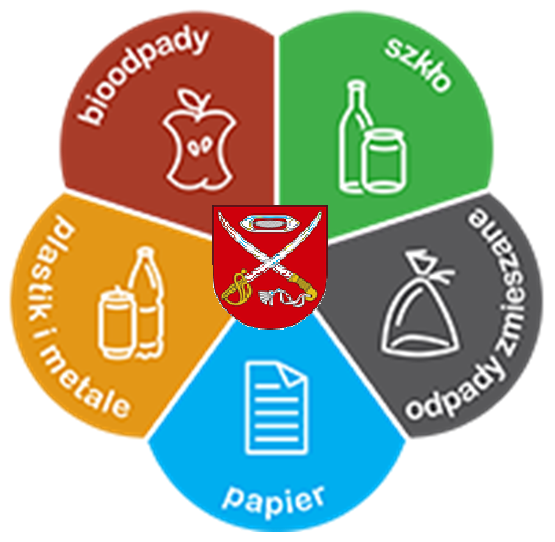 bioodpady
szkło
plastik i metale
odpady zmieszane
papier